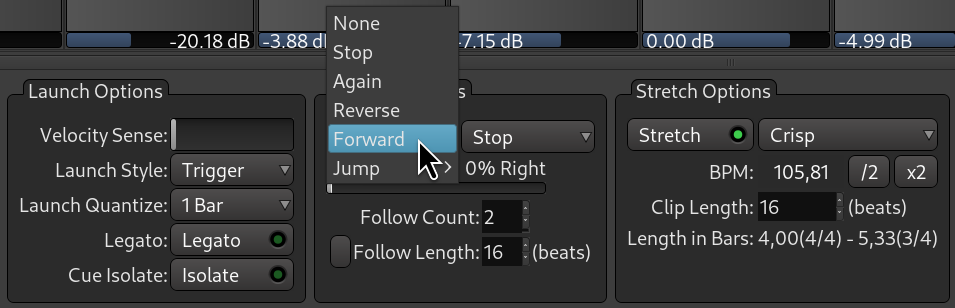 -20.18 dB
-3.88 dB
-7.15 dB
0.00 dB
-4.99 dB
None
Stop
Again
Reverse
Forward
Jump
Launch Options
Velocity Sense:
Launch Style: Trigger
Launch Quantize: 1 Bar
Legato: Legato
Cue Isolate: Isolate
Stop
0% Right
Follow Count: 2
Follow Length: 16 (beats)
Stretch Options
Stretch Crisp
BPM: 105,81 /2 x2
Clip Length: 16 (beats)
Length in Bars: 4,00(4/4) - 5,33(3/4)